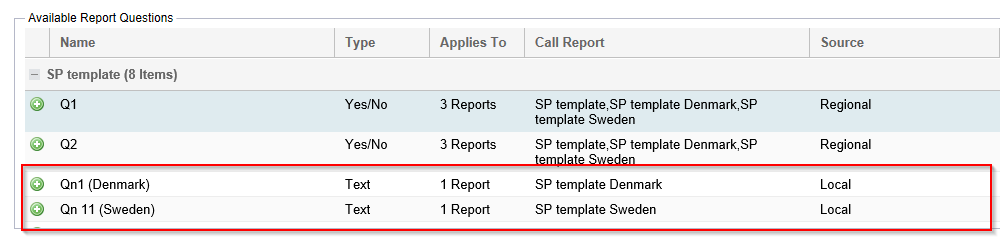 Available Report Questions
Name Type Applies To Call Report Source
SP template (8 Items)
Q1 Yes/No 3 Reports SP template,SP template Denmark,SP Regional
template Sweden
Q2 Yes/No 3 Reports SP template,SP template Denmark,SP Regional
template Sweden
Qn1 (Denmark) Text 1 Report SP template Denmark Local
Qn 11 (Sweden) Text 1 Report SP template Sweden Local